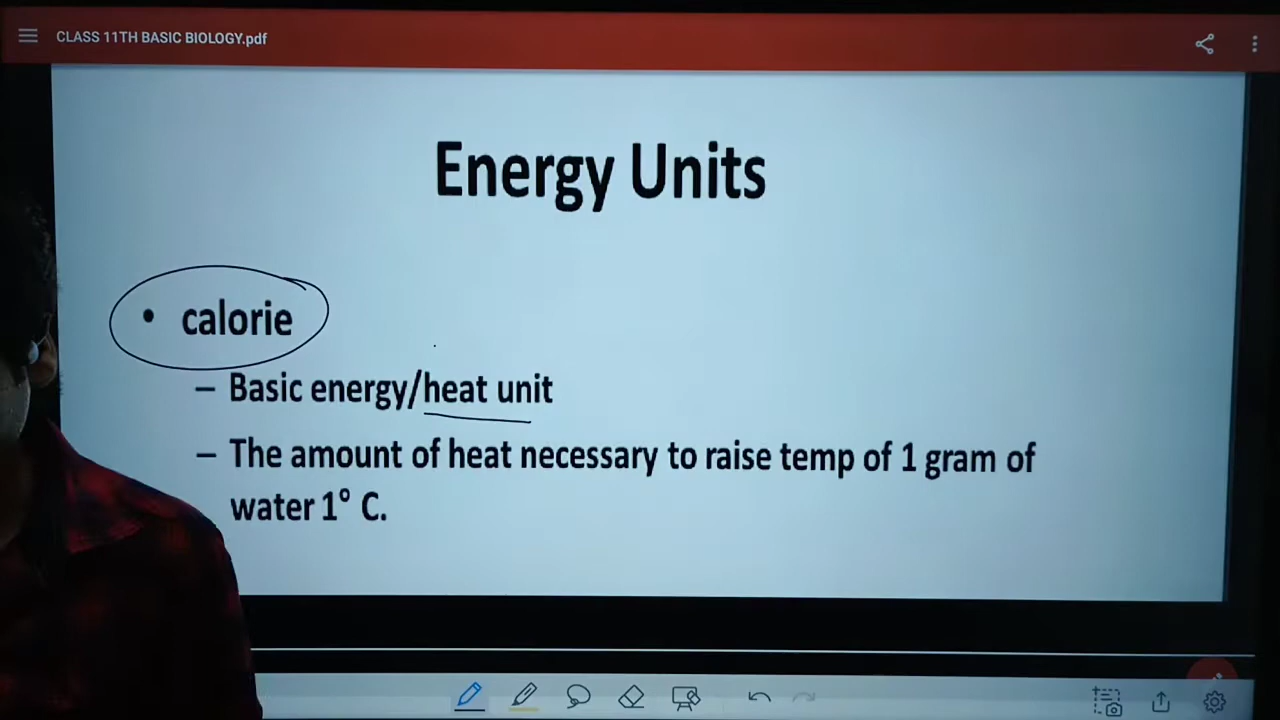 CLASS 11TH BASIC BIOLOGY.pdf
Energy Units
• calorie
– Basic energy/heat unit
– The amount of heat necessary to raise temp of 1 gram of
water 1° C.